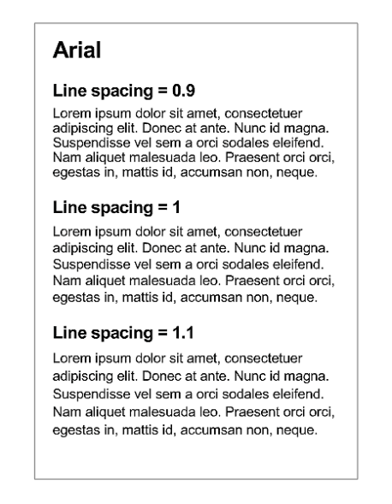 Arial
Line spacing = 0.9
Lorem ipsum dolor sit amet, consectetuer
adipiscing elit. Donec at ante. Nunc id magna.
Suspendisse vel sem a orci sodales eleifend.
Nam aliquet malesuada leo. Praesent orci orci,
egestas in, mattis id, accumsan non, neque.
Line spacing = 1
Lorem ipsum dolor sit amet, consectetuer
adipiscing elit. Donec at ante. Nunc id magna.
Suspendisse vel sem a orci sodales eleifend.
Nam aliquet malesuada leo. Praesent orci orci,
egestas in, mattis id, accumsan non, neque.
Line spacing = 1.1
Lorem ipsum dolor sit amet, consectetuer
adipiscing elit. Donec at ante. Nunc id magna.
Suspendisse vel sem a orci sodales eleifend.
Nam aliquet malesuada leo. Praesent orci orci,
egestas in, mattis id, accumsan non, neque.